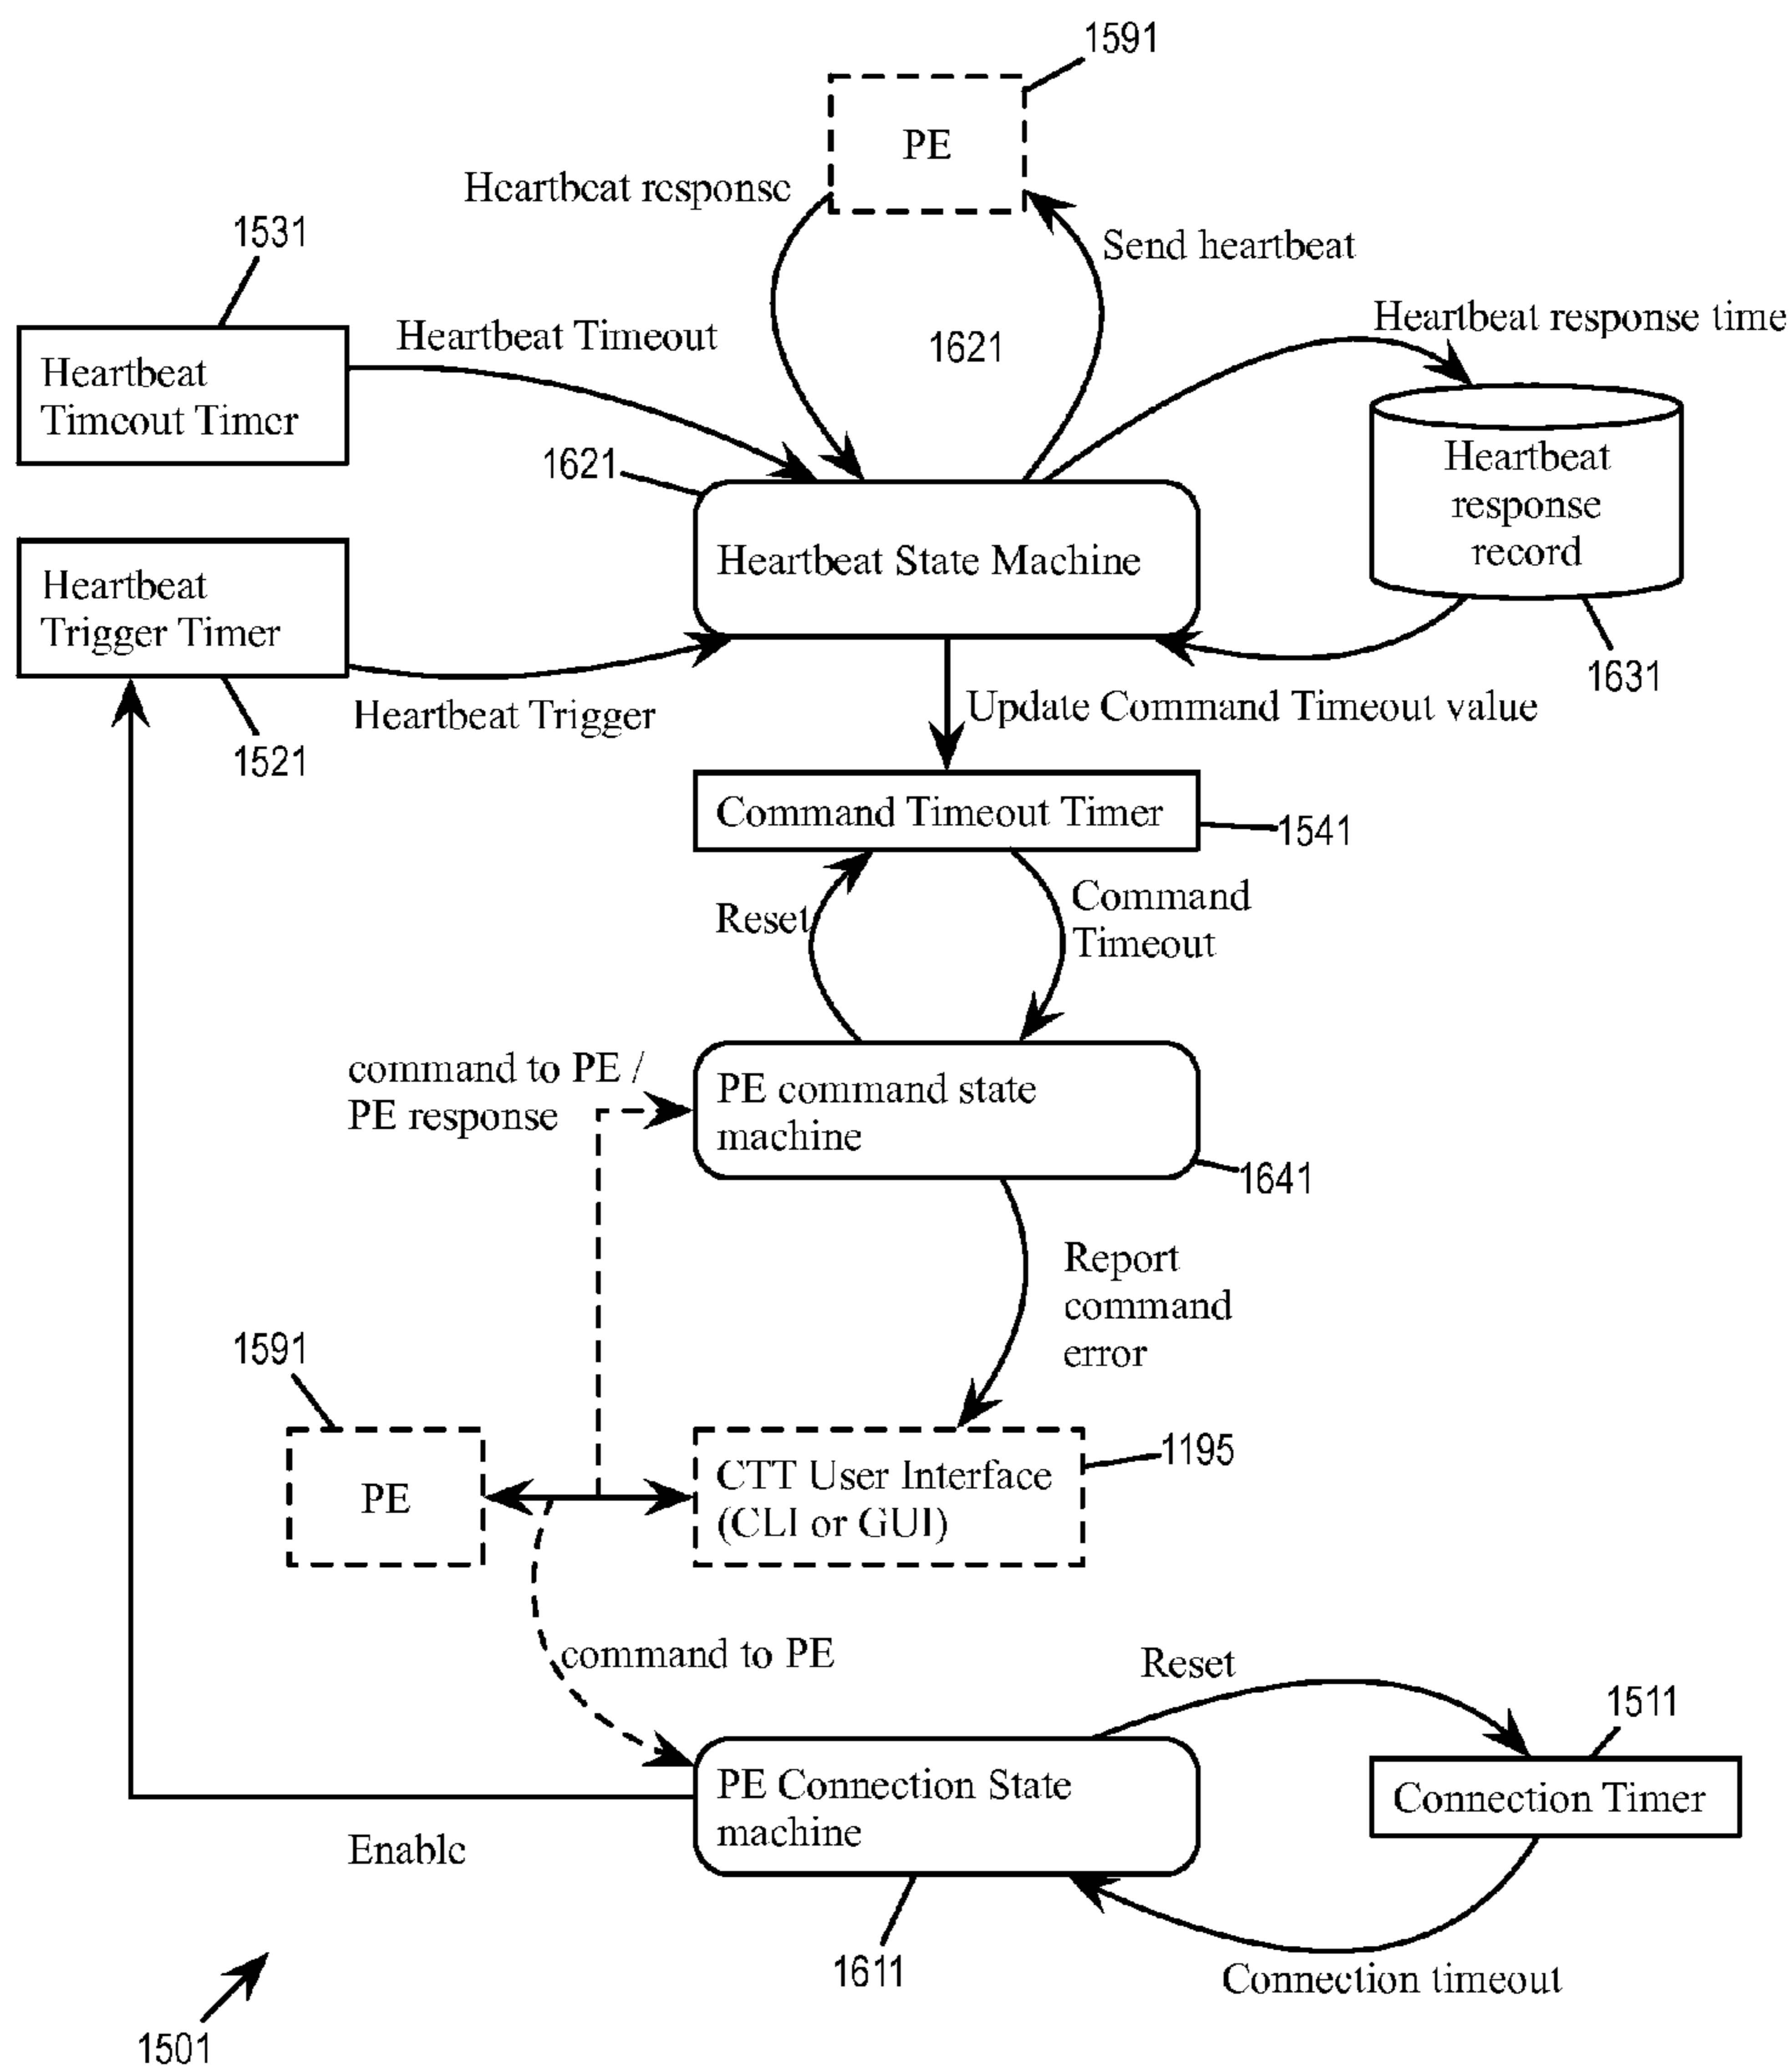 1591
PE
Heartbeat response
Send heartbeat
1531
Heartbeat Timeout
1621
Heartbeat response time
Heartbeat
Timeout Timer
1621
Heartbeat
response
record
Heartbeat State Machine
Heartbeat
Trigger Timer
1631
Heartbeat Trigger
Update Command Timeout value
1521
Command Timeout Timer
1541
Reset
Command
Timeout
command to PE /
PE response
PE command state
machine
1641
Report
command
error
1591
PE
CTT User Interface
(CLI or GUI)
1195
command to PE
Reset
1511
PE Connection State
machine
Connection Timer
Enable
1611
Connection timeout
1501